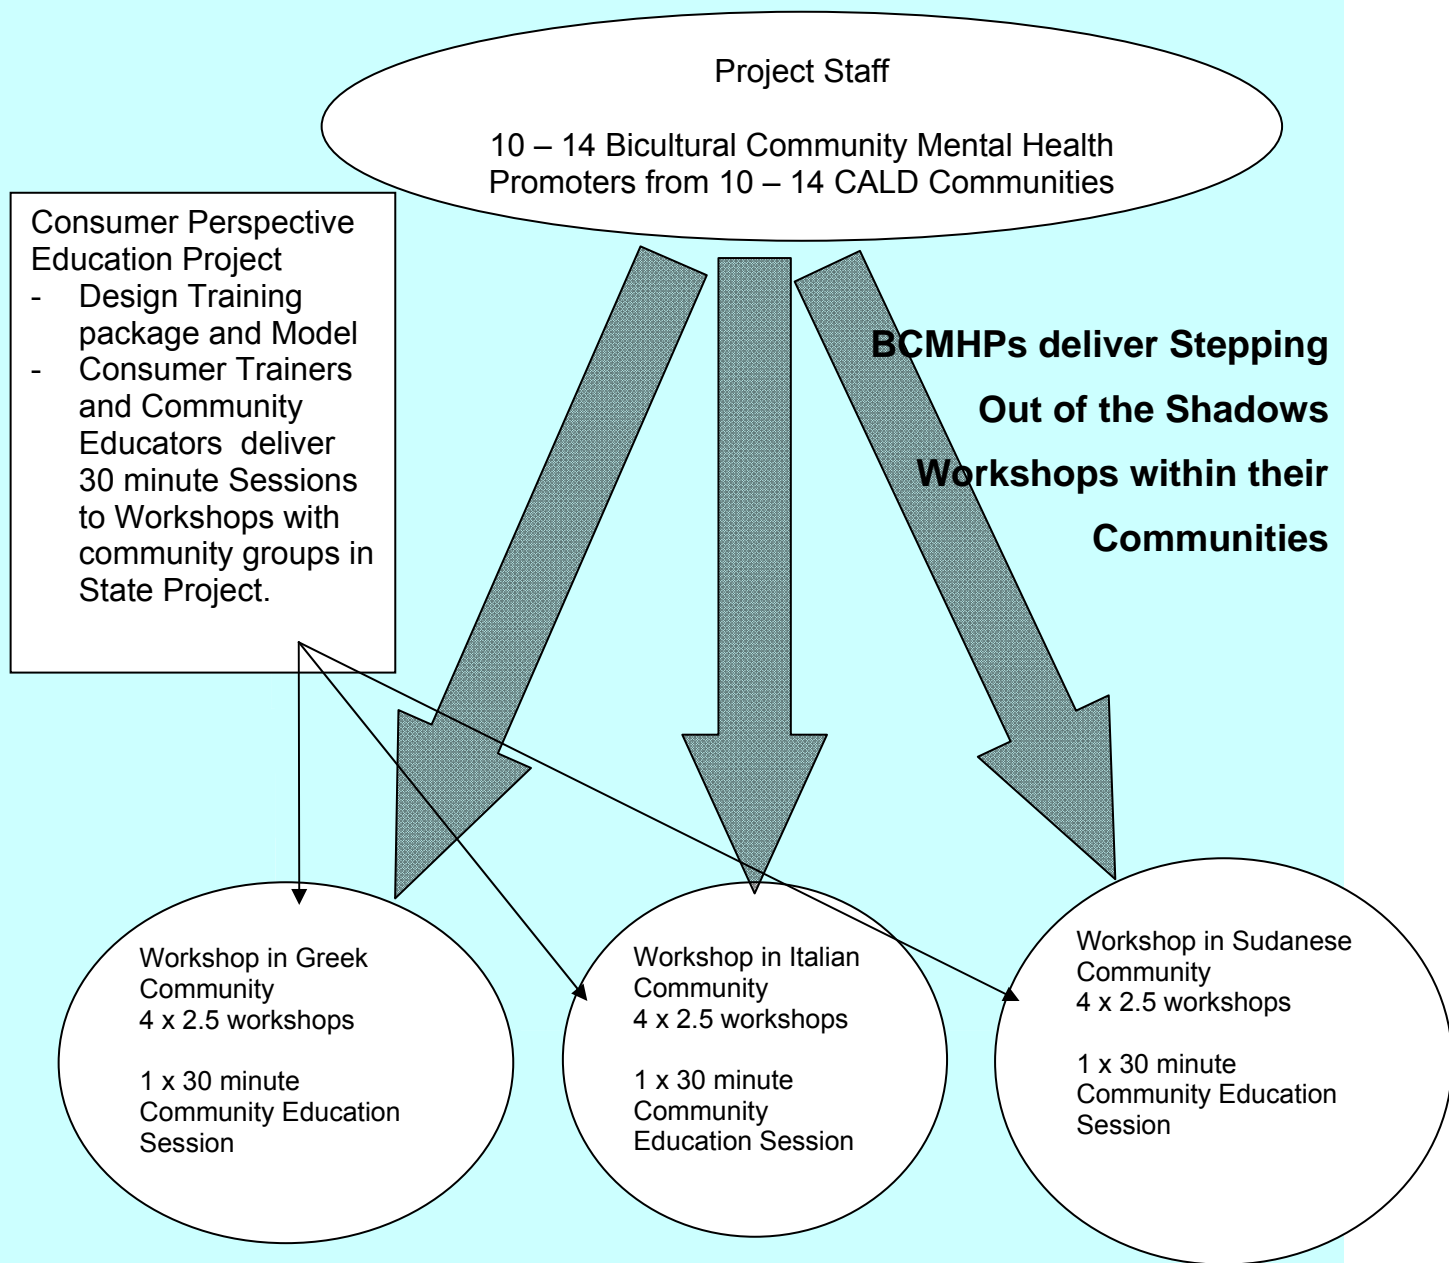 Project Staff
10 – 14 Bicultural Community Mental Health
Promoters from 10 – 14 CALD Communities
Consumer Perspective
Education Project
- Design Training
package and Model
- Consumer Trainers
and Community
Educators deliver
30 minute Sessions
to Workshops with
community groups in
State Project.
BCMHPs deliver Stepping
Out of the Shadows
Workshops within their
Communities
Workshop in Greek
Community
4 x 2.5 workshops
1 x 30 minute
Community Education
Session
Workshop in Italian
Community
4 x 2.5 workshops
1 x 30 minute
Community
Education Session
Workshop in Sudanese
Community
4 x 2.5 workshops
1 x 30 minute
Community Education
Session